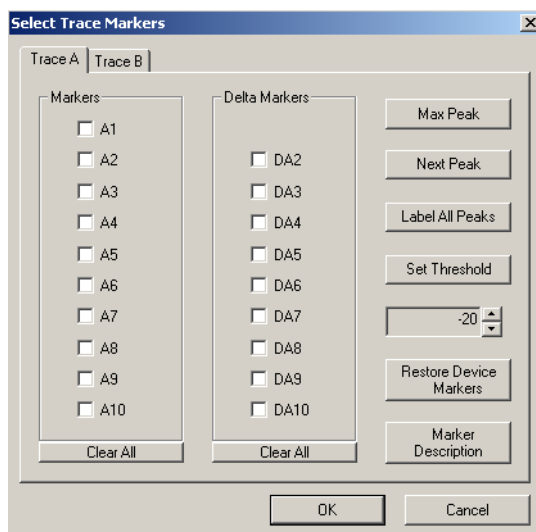 Select Trace Markers
Trace A
Trace B
Markers
A1
A2
A3
A4
A5
A6
A7
A8
A9
A10
Clear All
Delta Markers
DA2
DA3
DA4
DA5
DA6
DA7
DA8
DA9
DA10
Clear All
Max Peak
Next Peak
Label All Peaks
Set Threshold
-20
Restore Device
Markers
Marker
Description
OK
Cancel